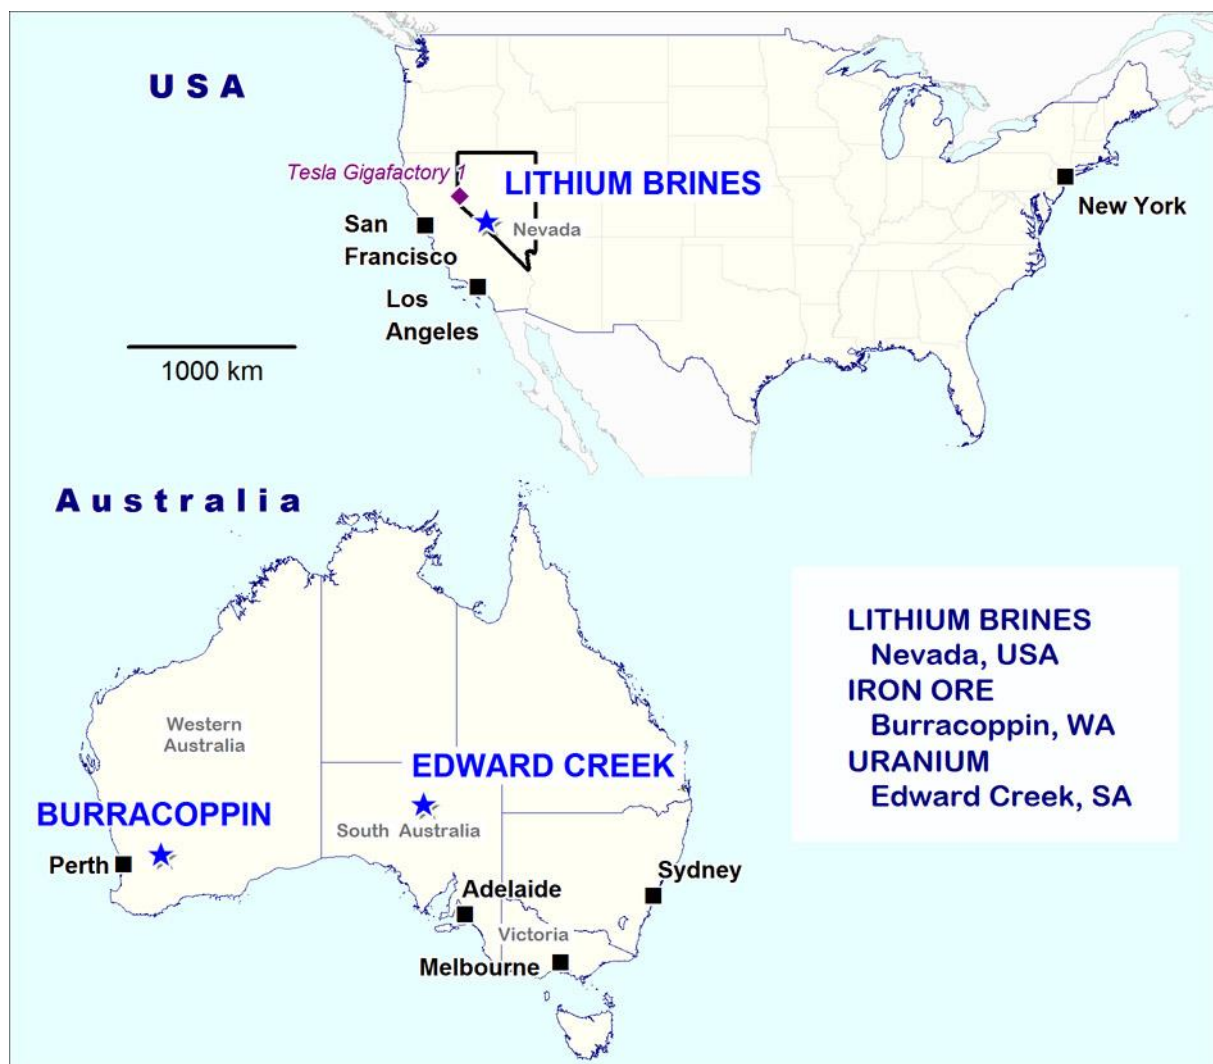 USA
Tesla Gigafactory 1
LITHIUM BRINES
New York
San
Francisco
Nevada
Los
Angeles
1000 km
Australia
LITHIUM BRINES
Nevada, USA
IRON ORE
Burracoppin, WA
URANIUM
Edward Creek, SA
Western
Australia
EDWARD CREEK
BURRACOPPIN
South Australia
Perth
Sydney
Adelaide
Victoria
Melbourne